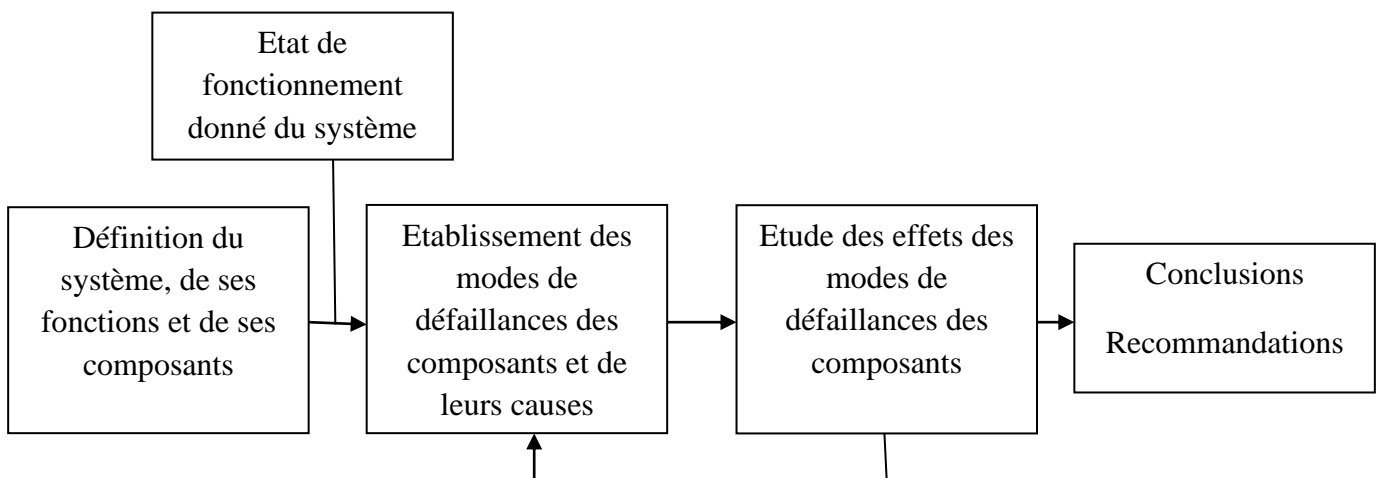 Etat de
fonctionnement
donné du système
Définition du
système, de ses
fonctions et de ses
composants
Etablissement des
modes de
défaillances des
composants et de
leurs causes
Etude des effets des
modes de
défaillances des
composants
Conclusions
Recommandations